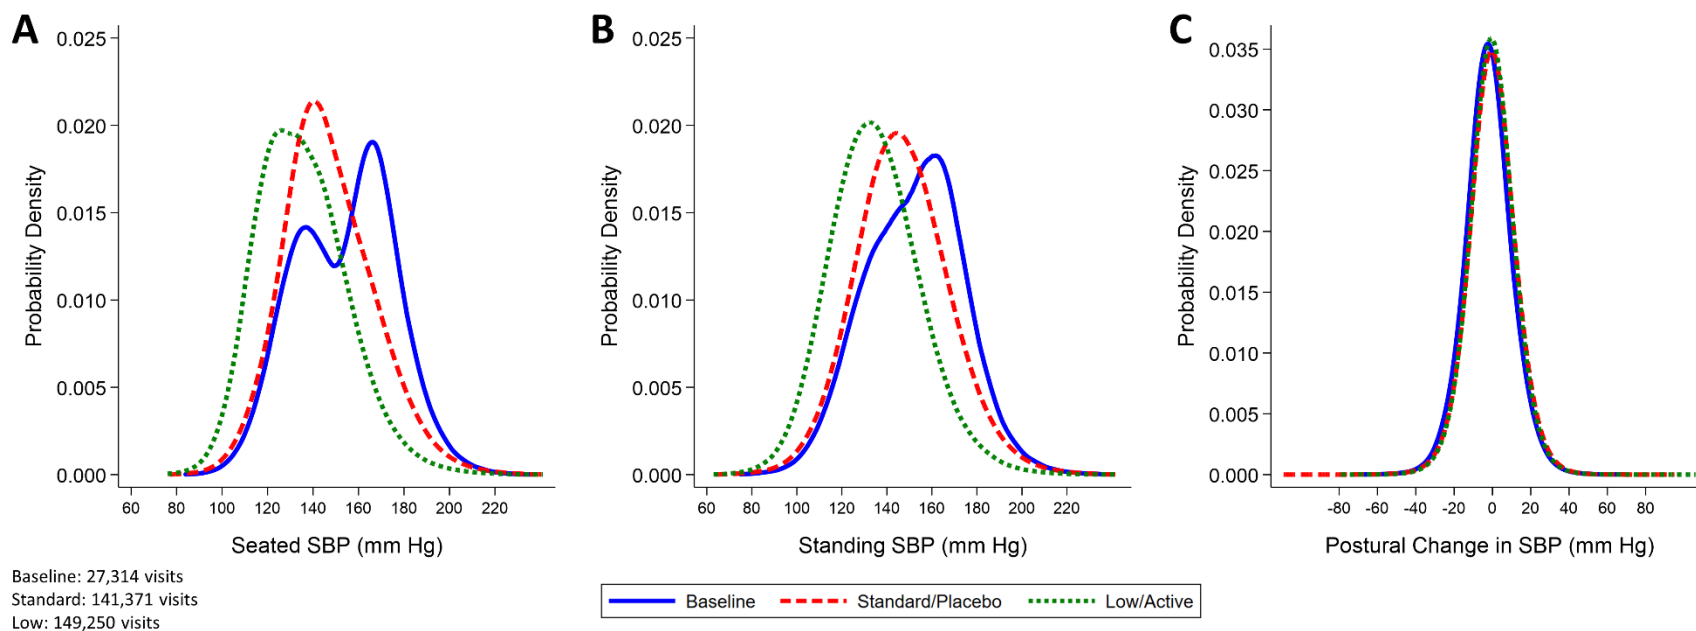 A
0.025
0.020
0.015
0.010
0.005
0.000
Probability Density
60 80 100 120 140 160 180 200 220
Seated SBP (mm Hg)
B
0.025
0.020
0.015
0.010
0.005
0.000
Probability Density
60 80 100 120 140 160 180 200 220
Standing SBP (mm Hg)
C
0.035
0.030
0.025
0.020
0.015
0.010
0.005
0.000
Probability Density
-80 -60 -40 -20 0 20 40 60 80
Postural Change in SBP (mm Hg)
Baseline: 27,314 visits
Standard: 141,371 visits
Low: 149,250 visits
Baseline Standard/Placebo Low/Active